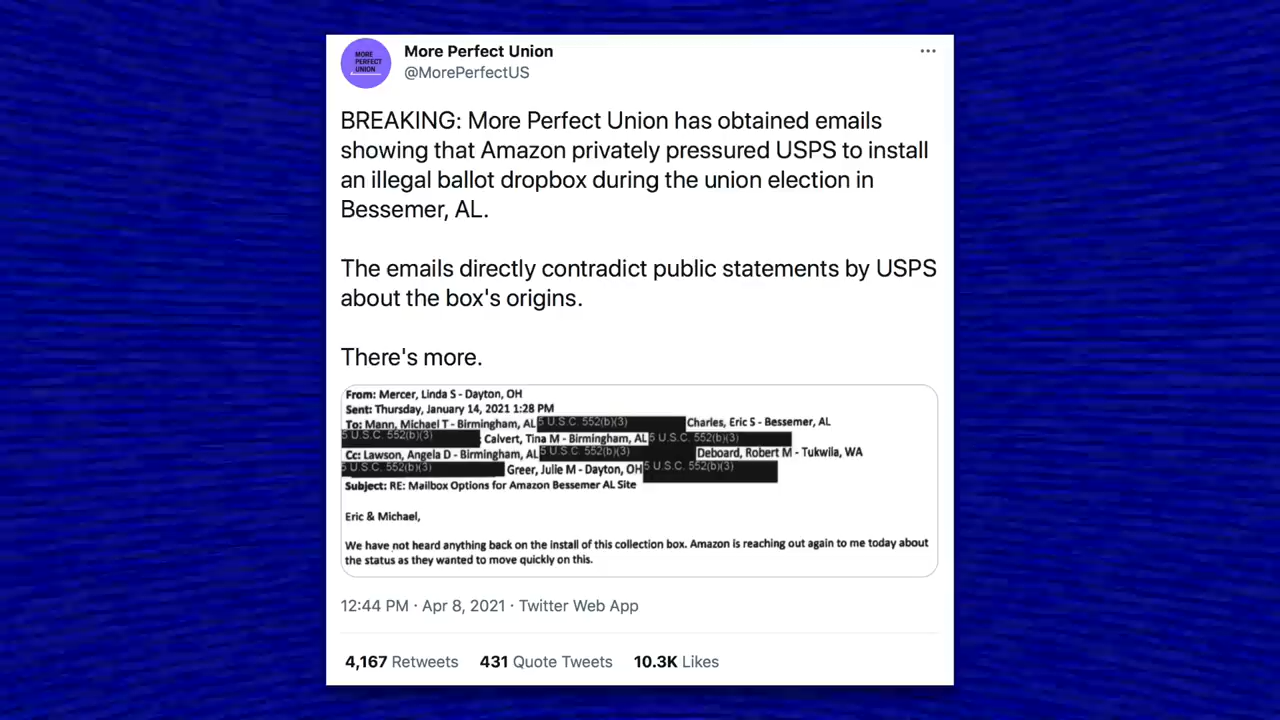 MORE
PERFECT
UNION
More Perfect Union
@MorePerfectUS
BREAKING: More Perfect Union has obtained emails
showing that Amazon privately pressured USPS to install
an illegal ballot dropbox during the union election in
Bessemer, AL.
The emails directly contradict public statements by USPS
about the box's origins.
There's more.
From: Mercer, Linda S - Dayton, OH
Sent: Thursday, January 14, 2021 1:28 PM
To: Mann, Michael T - Birmingham, AL 5 U.S.C. 552(b)(3) Charles, Eric S - Bessemer, AL
5 U.S.C. 552(b)(3) ; Calvert, Tina M - Birmingham, AL 5 U.S.C. 552(b)(3)
Cc: Lawson, Angela D - Birmingham, AL 5 U.S.C. 552(b)(3) Deboard, Robert M - Tukwila, WA
5 U.S.C. 552(b)(3) Greer, Julie M - Dayton, OH 5 U.S.C. 552(b)(3)
Subject: RE: Mailbox Options for Amazon Bessemer AL Site
Eric & Michael,
We have not heard anything back on the install of this collection box. Amazon is reaching out again to me today about
the status as they wanted to move quickly on this.
12:44 PM · Apr 8, 2021 · Twitter Web App
4,167 Retweets 431 Quote Tweets 10.3K Likes